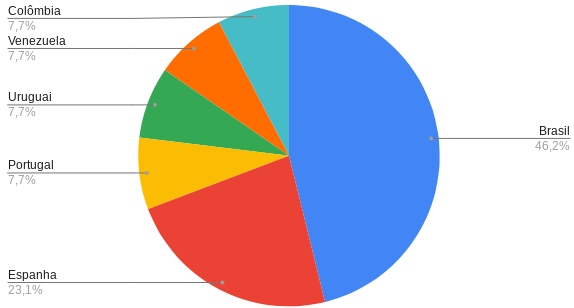 Colômbia
7,7%
Venezuela
7,7%
Uruguai
7,7%
Portugal
7,7%
Espanha
23,1%
Brasil
46,2%